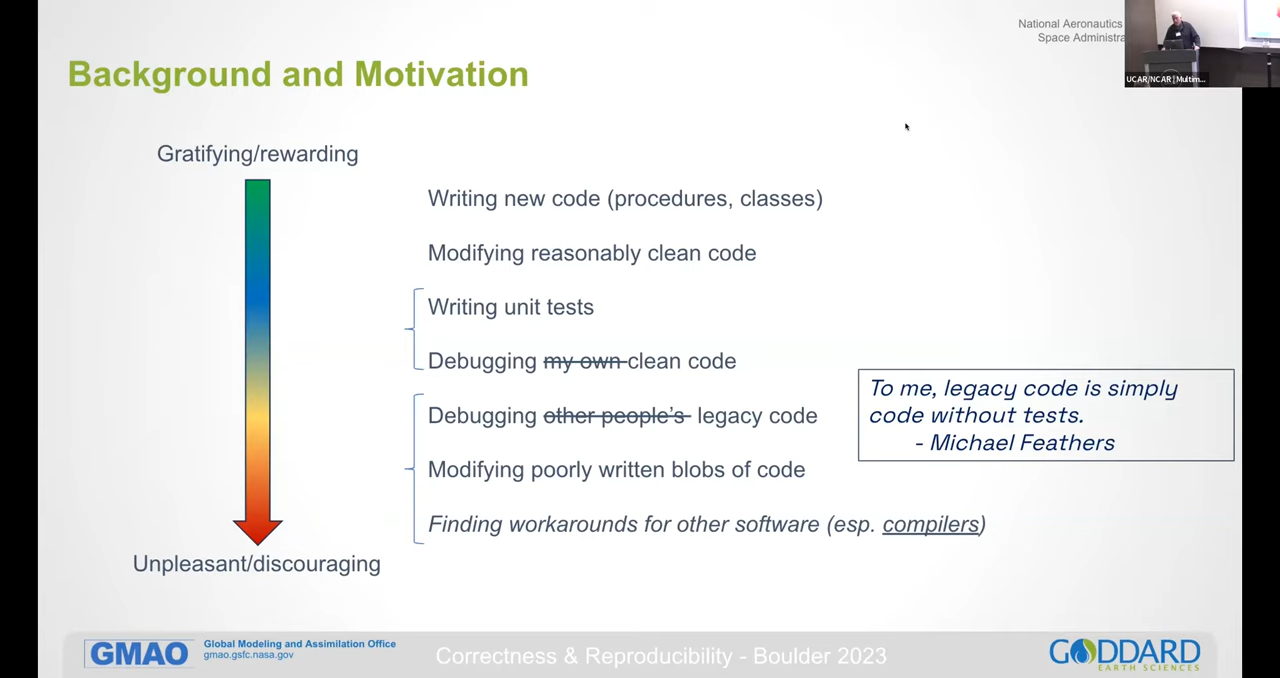 National Aeronautics
Space Administra
UCAR/NCAR | Multim...
Background and Motivation
Gratifying/rewarding
Writing new code (procedures, classes)
Modifying reasonably clean code
Writing unit tests
Debugging my own clean code
Debugging other people's legacy code
Modifying poorly written blobs of code
Finding workarounds for other software (esp. compilers)
Unpleasant/discouraging
To me, legacy code is simply
code without tests.
- Michael Feathers
GMAO
Global Modeling and Assimilation Office
gmao.gsfc.nasa.gov
Correctness & Reproducibility - Boulder 2023
GODDARD
EARTH SCIENCES